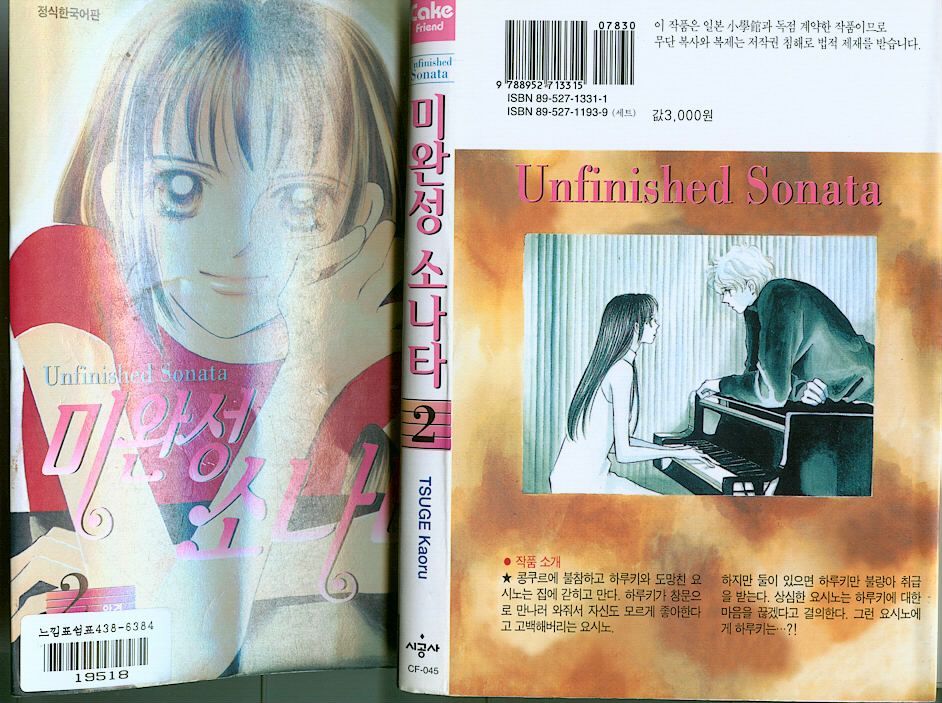 정식한국어판
Unfinished Sonata
미완성
소나타
2
완결
느낌표쉼표438-6384
19518
Cake
Friend
Unfinished
Sonata
미완성 소나타
2
TSUGE Kaoru
시공사
CF-045
07830
9 788952 713315
ISBN 89-527-1331-1
ISBN 89-527-1193-9 (세트)
값3,000원
이 작품은 일본 小學館과 독점 계약한 작품이므로
무단 복사와 복제는 저작권 침해로 법적 제재를 받습니다.
Unfinished Sonata
● 작품 소개
★ 콩쿠르에 불참하고 하루키와 도망친 요
시노는 집에 갇히고 만다. 하루키가 창문으
로 만나러 와줘서 자신도 모르게 좋아한다
고 고백해버리는 요시노.
하지만 둘이 있으면 하루키만 불량아 취급
을 받는다. 상심한 요시노는 하루키에 대한
마음을 끊겠다고 결의한다. 그런 요시노에
게 하루키는…?!